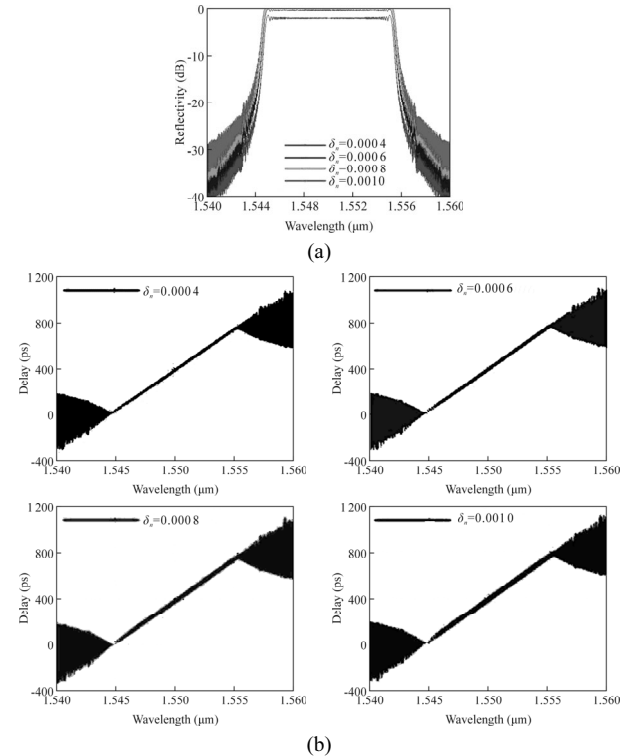 0
-10
-20
-30
-40
Reflectivity (dB)
δn=0.0004
δn=0.0006
δn=0.0008
δn=0.0010
1.540 1.544 1.548 1.552 1.556 1.560
Wavelength (μm)
(a)
1200
800
400
0
-400
Delay (ps)
δn=0.0004
1.540 1.545 1.550 1.555 1.560
Wavelength (μm)
1200
800
400
0
-400
Delay (ps)
δn=0.0006
1.540 1.545 1.550 1.555 1.560
Wavelength (μm)
1200
800
400
0
-400
Delay (ps)
δn=0.0008
1.540 1.545 1.550 1.555 1.560
Wavelength (μm)
1200
800
400
0
-400
Delay (ps)
δn=0.0010
1.540 1.545 1.550 1.555 1.560
Wavelength (μm)
(b)